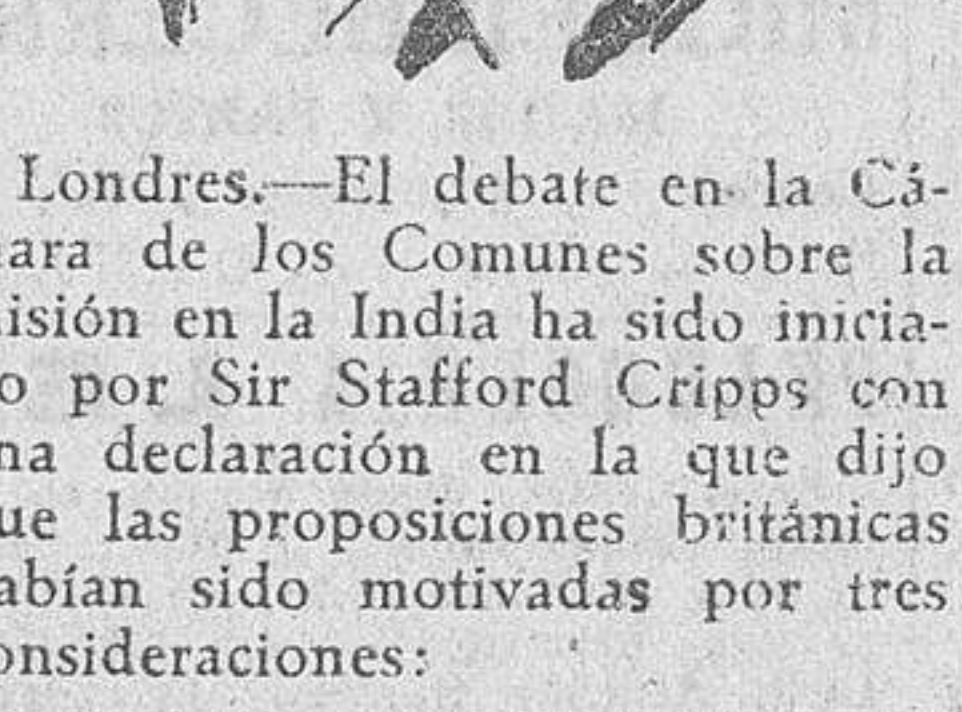 Londres.—El debate en la Cá-
ara de los Comunes sobre la
isión en la India ha sido inicia-
o por Sir Stafford Cripps con
na declaración en la que dijo
ue las proposiciones británicas
abían sido motivadas por tres
onsideraciones: